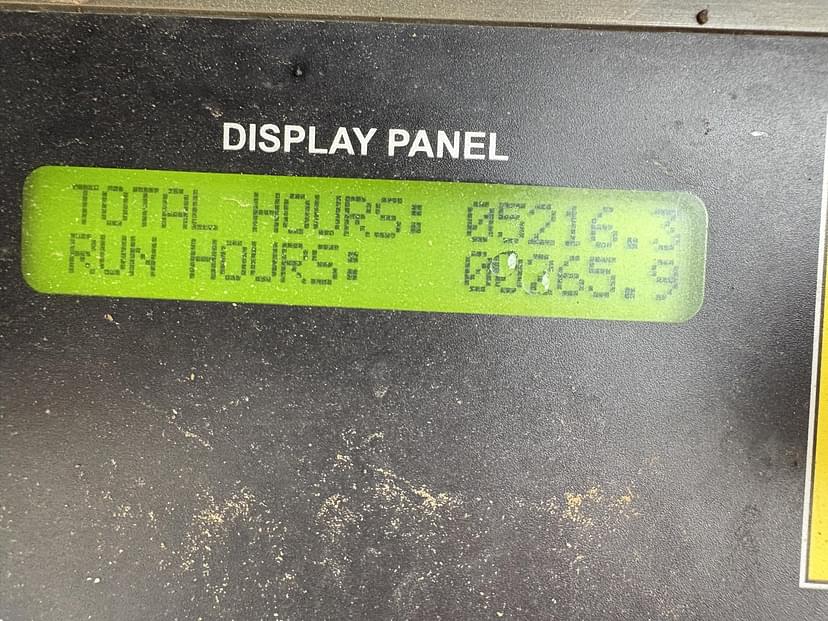 DISPLAY PANEL
TOTAL HOURS: 05216.3
RUN HOURS: